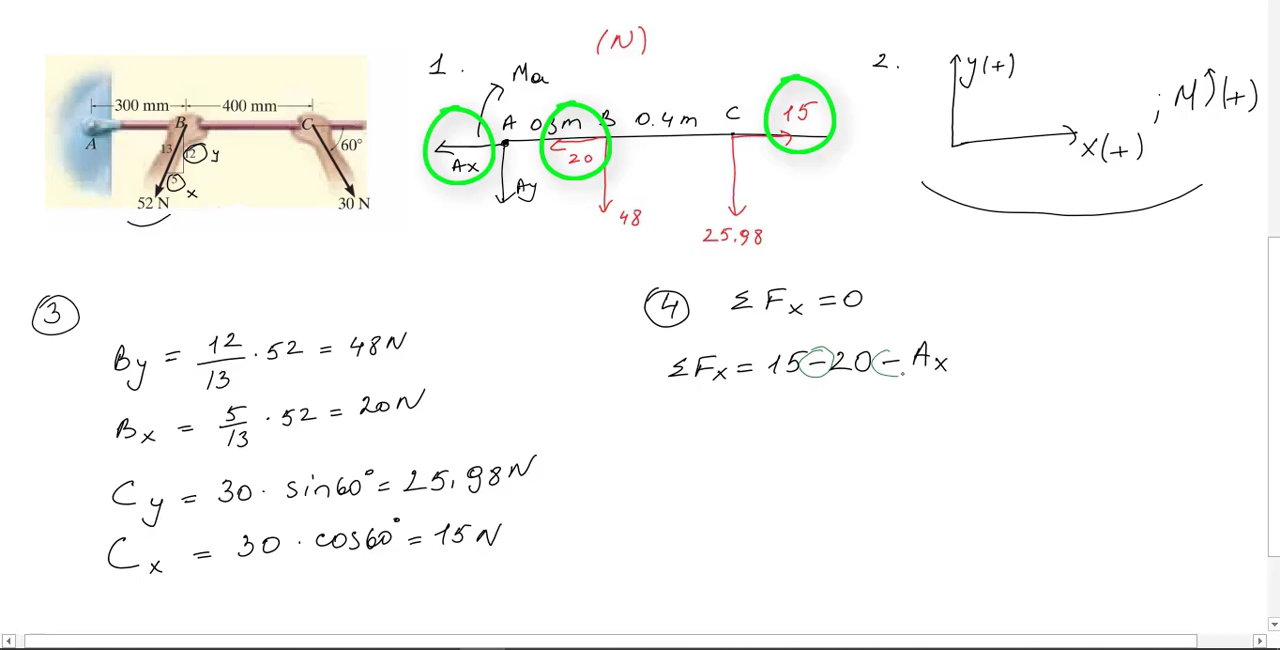 (N)
1.
Ma
Ax
A
0.3m
B
0.4m
C
15
20
Ay
48
25.98
2.
y(+)
x(+)
; M (+)
300 mm
400 mm
A
B
C
13
12
y
5
x
60°
52 N
30 N
3
By = 12/13 · 52 = 48N
Bx = 5/13 · 52 = 20N
Cy = 30 · sin60° = 25,98N
Cx = 30 · cos60° = 15N
4 ΣFx = 0
ΣFx = 15 - 20 - Ax